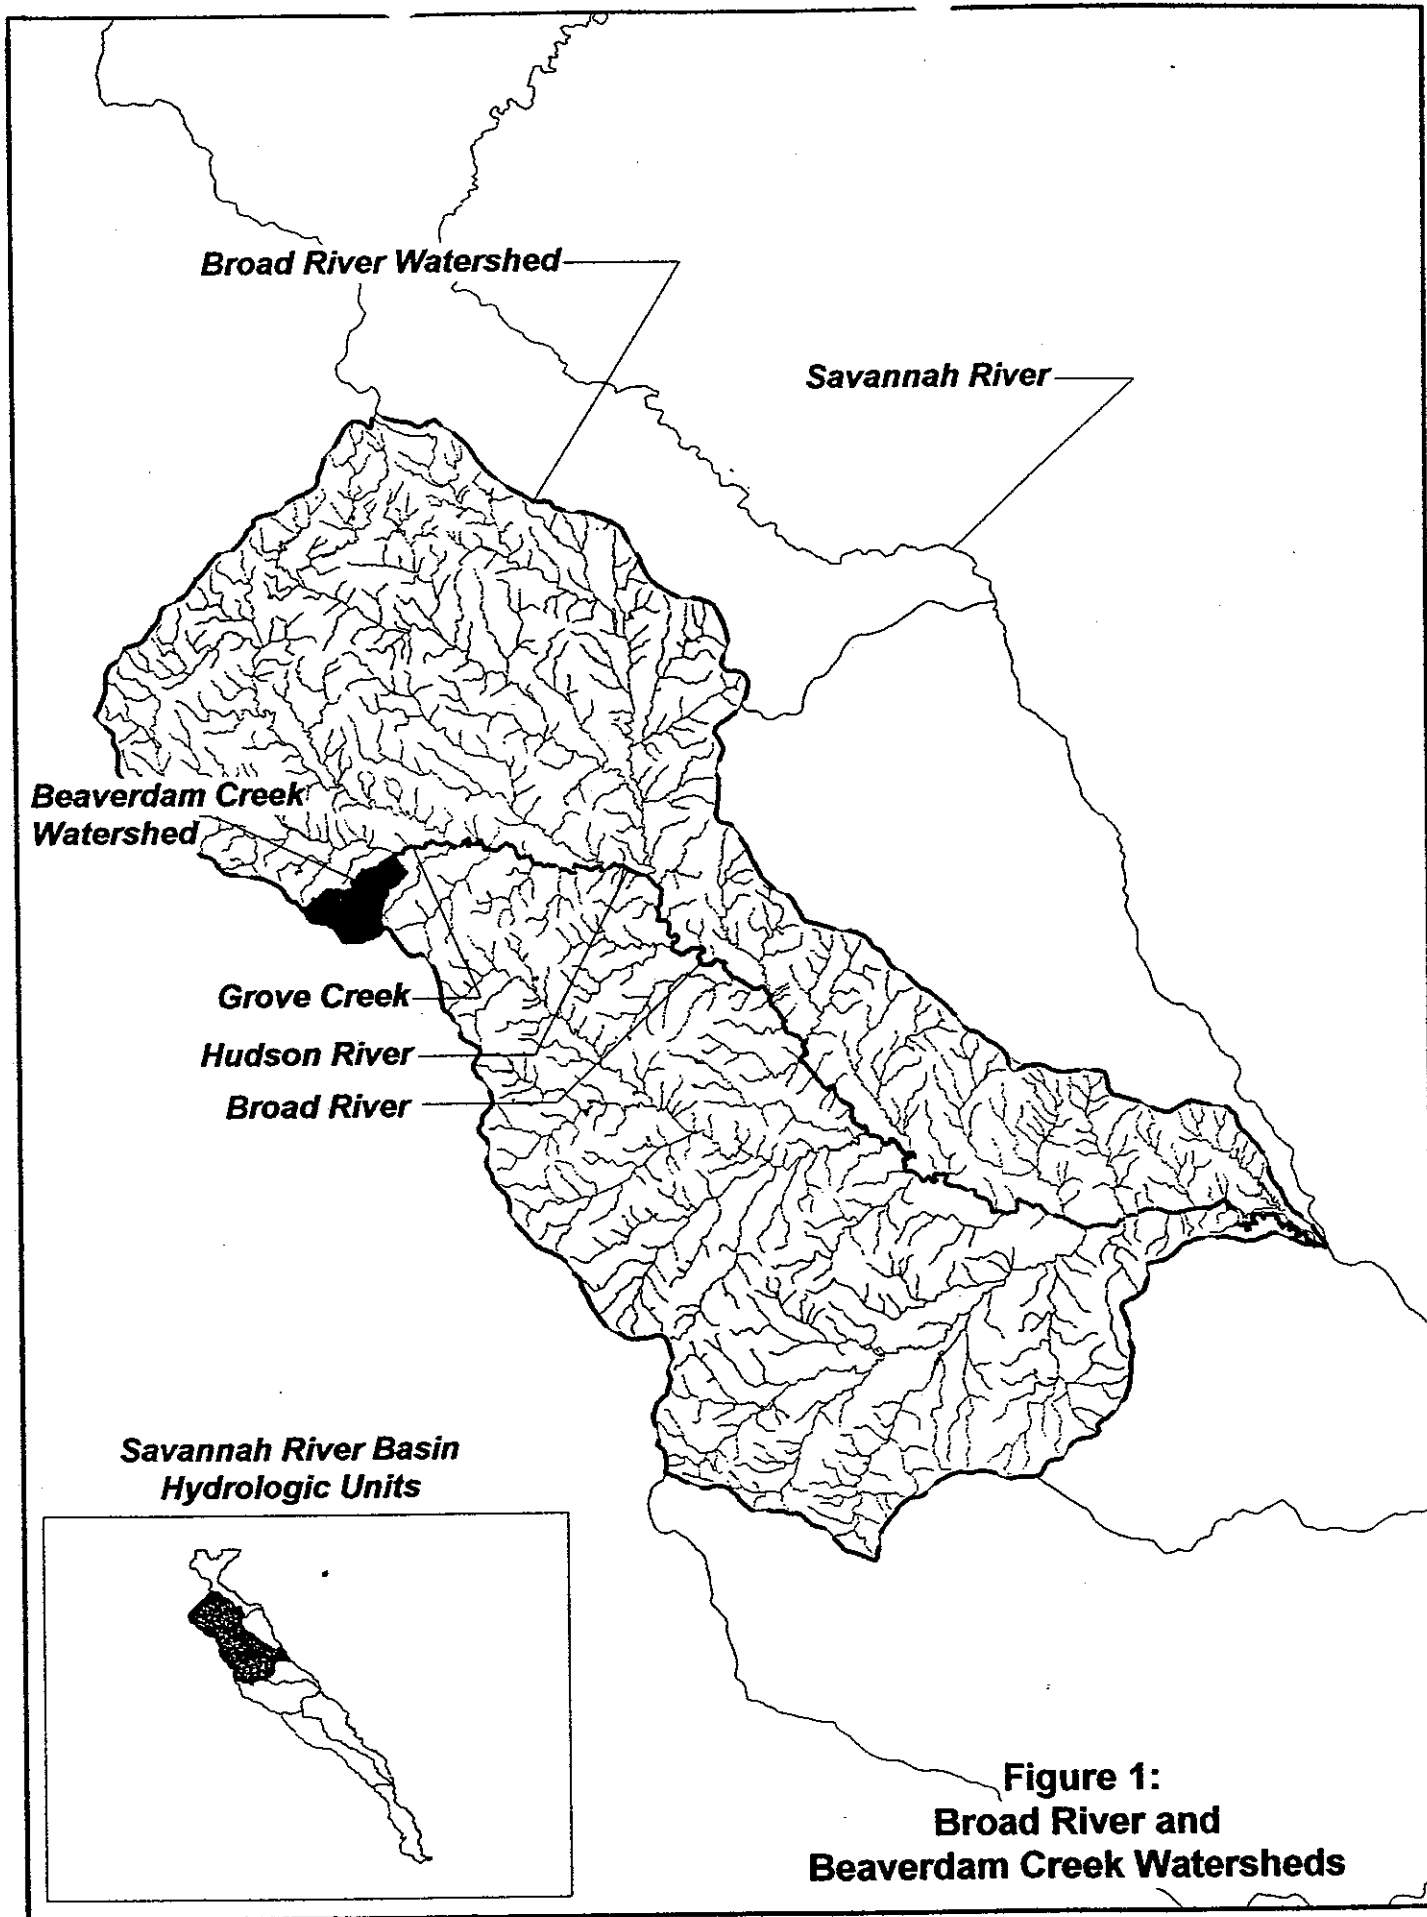 Broad River Watershed
Savannah River
Beaverdam Creek
Watershed
Grove Creek
Hudson River
Broad River
Savannah River Basin
Hydrologic Units
Figure 1:
Broad River and
Beaverdam Creek Watersheds